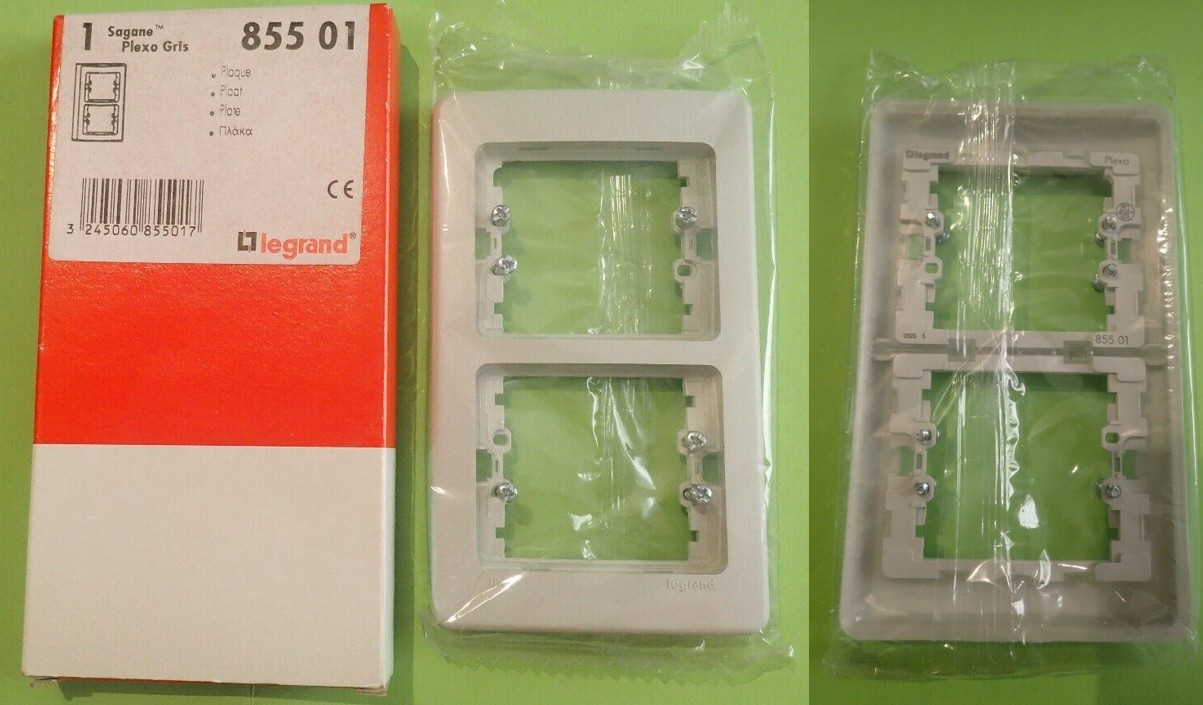 1 Sagane™ Plexo Gris 855 01
• Plaque
• Plaat
• Plate
• Πλάκα
CE
3 245060 855017
legrand®
legrand
legrand
Plexo
855 01